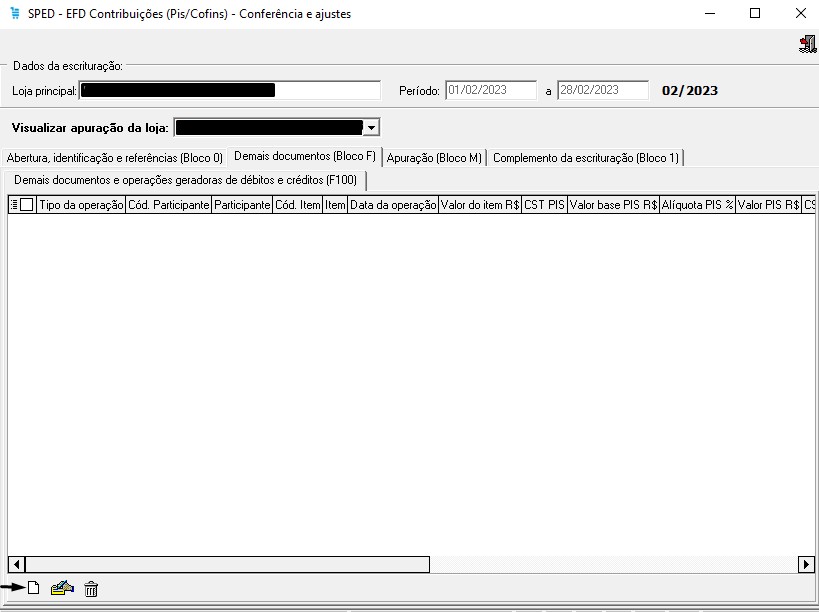 SPED - EFD Contribuições (Pis/Cofins) - Conferência e ajustes
Dados da escrituração:
Loja principal:
Período: 01/02/2023 a 28/02/2023 02/2023
Visualizar apuração da loja:
Abertura, identificação e referências (Bloco 0) Demais documentos (Bloco F) Apuração (Bloco M) Complemento da escrituração (Bloco 1)
Demais documentos e operações geradoras de débitos e créditos (F100)
Tipo da operação Cód. Participante Participante Cód. Item Item Data da operação Valor do item R$ CST PIS Valor base PIS R$ Alíquota PIS % Valor PIS R$ CS